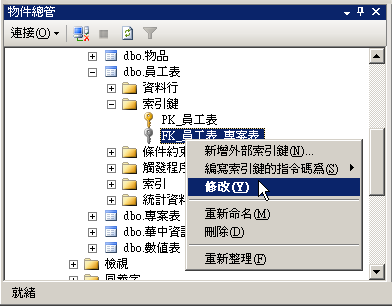 物件總管
連接(O)
dbo.物品
dbo.員工表
資料行
索引鍵
PK_員工表
FK_員工表_專案表
條件約束
新增外部索引鍵(N)...
觸發程序
編寫索引鍵的指令碼為(S)
索引
修改(Y)
統計資料
dbo.專案表
重新命名(M)
dbo.華中資訊
刪除(D)
dbo.數值表
檢視
重新整理(F)
同義字
就緒